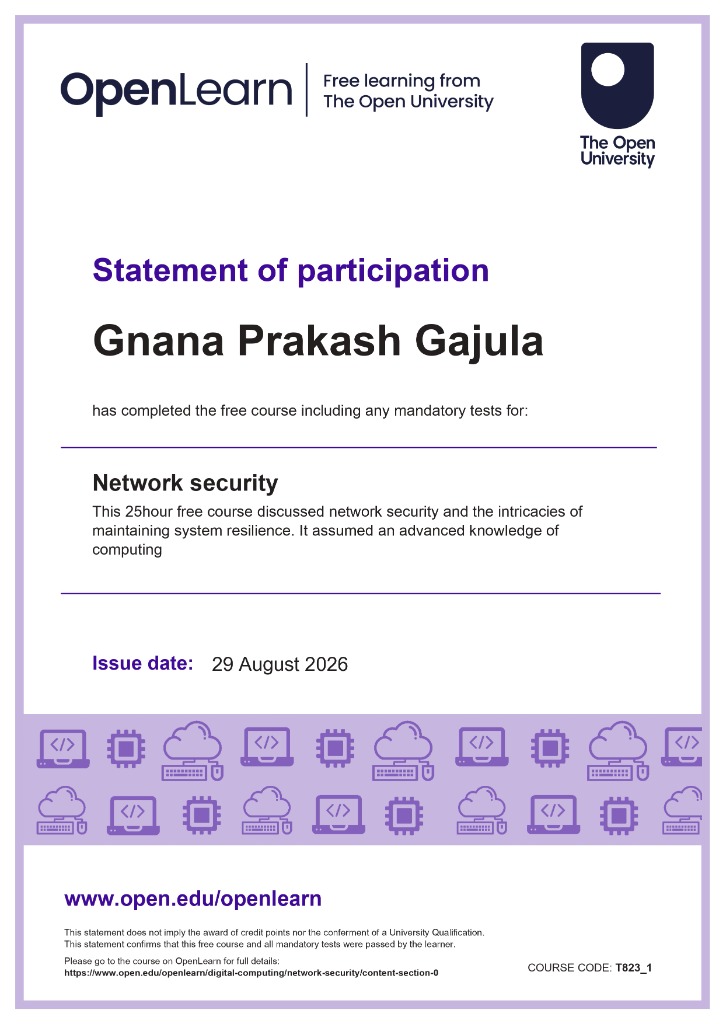 OpenLearn
Free learning from
The Open University
The Open
University
Statement of participation
Gnana Prakash Gajula
has completed the free course including any mandatory tests for:
Network security
This 25hour free course discussed network security and the intricacies of
maintaining system resilience. It assumed an advanced knowledge of
computing
Issue date: 29 August 2026
www.open.edu/openlearn
This statement does not imply the award of credit points nor the conferment of a University Qualification.
This statement confirms that this free course and all mandatory tests were passed by the learner.
Please go to the course on OpenLearn for full details:
https://www.open.edu/openlearn/digital-computing/network-security/content-section-0
COURSE CODE: T823_1